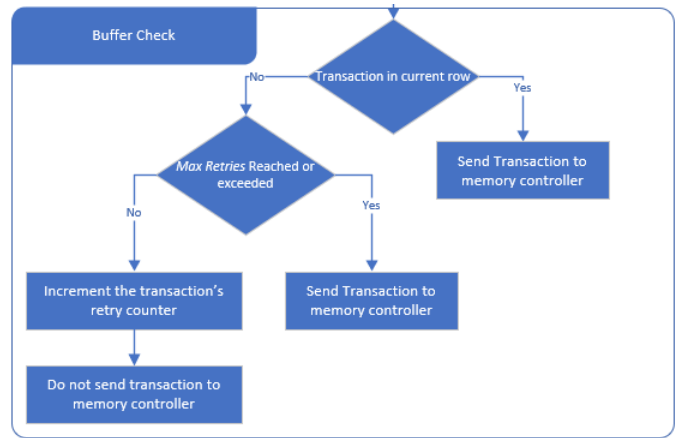 Buffer Check
Transaction in current row
No
Yes
Send Transaction to
memory controller
Max Retries Reached or
exceeded
No
Yes
Increment the transaction's
retry counter
Send Transaction to
memory controller
Do not send transaction to
memory controller